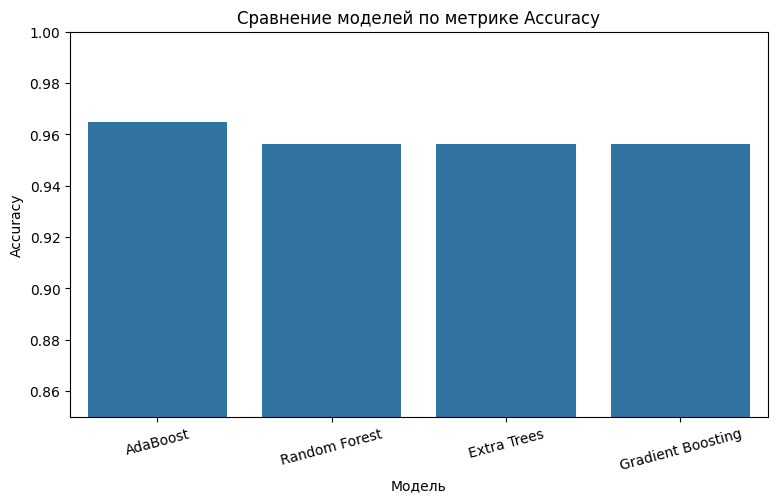 Сравнение моделей по метрике Accuracy
1.00
0.98
0.96
0.94
0.92
0.90
0.88
0.86
Accuracy
AdaBoost
Random Forest
Extra Trees
Gradient Boosting
Модель